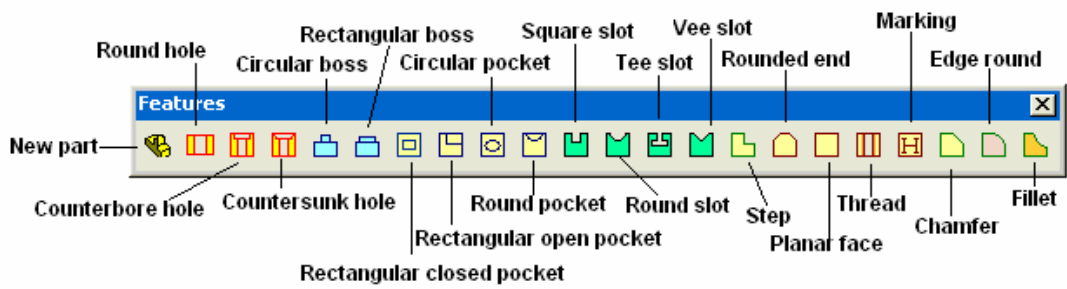 Marking
Rectangular boss
Square slot
Vee slot
Round hole
Circular boss
Circular pocket
Tee slot
Rounded end
Edge round
Features
New part
Counterbore hole
Countersunk hole
Round pocket
Round slot
Step
Thread
Chamfer
Fillet
Rectangular open pocket
Planar face
Rectangular closed pocket